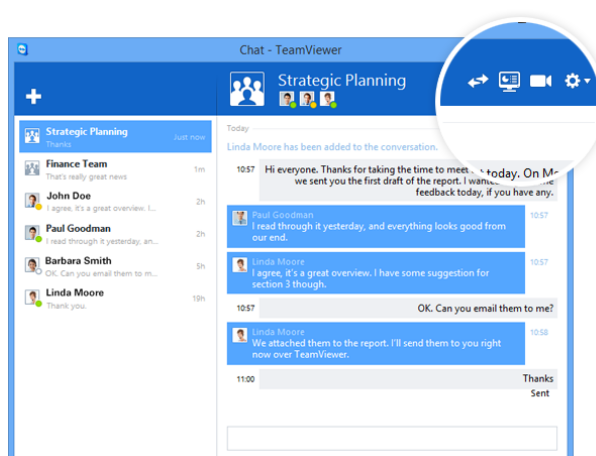 Chat - TeamViewer
Strategic Planning
Strategic Planning
Thanks
Just now
Finance Team
That's really great news
1m
John Doe
I agree, it's a great overview. I...
2h
Paul Goodman
I read through it yesterday, an...
2h
Barbara Smith
OK. Can you email them to m...
5h
Linda Moore
Thank you.
19h
Today
Linda Moore has been added to the conversation.
10:57
Hi everyone. Thanks for taking the time to meet today. On Mo
we sent you the first draft of the report. I wante
feedback today, if you have any.
Paul Goodman
10:57
I read through it yesterday, and everything looks good from
our end.
Linda Moore
10:57
I agree, it's a great overview. I have some suggestion for
section 3 though.
10:57
OK. Can you email them to me?
Linda Moore
10:58
We attached them to the report. I'll send them to you right
now over TeamViewer.
11:00
Thanks
Sent